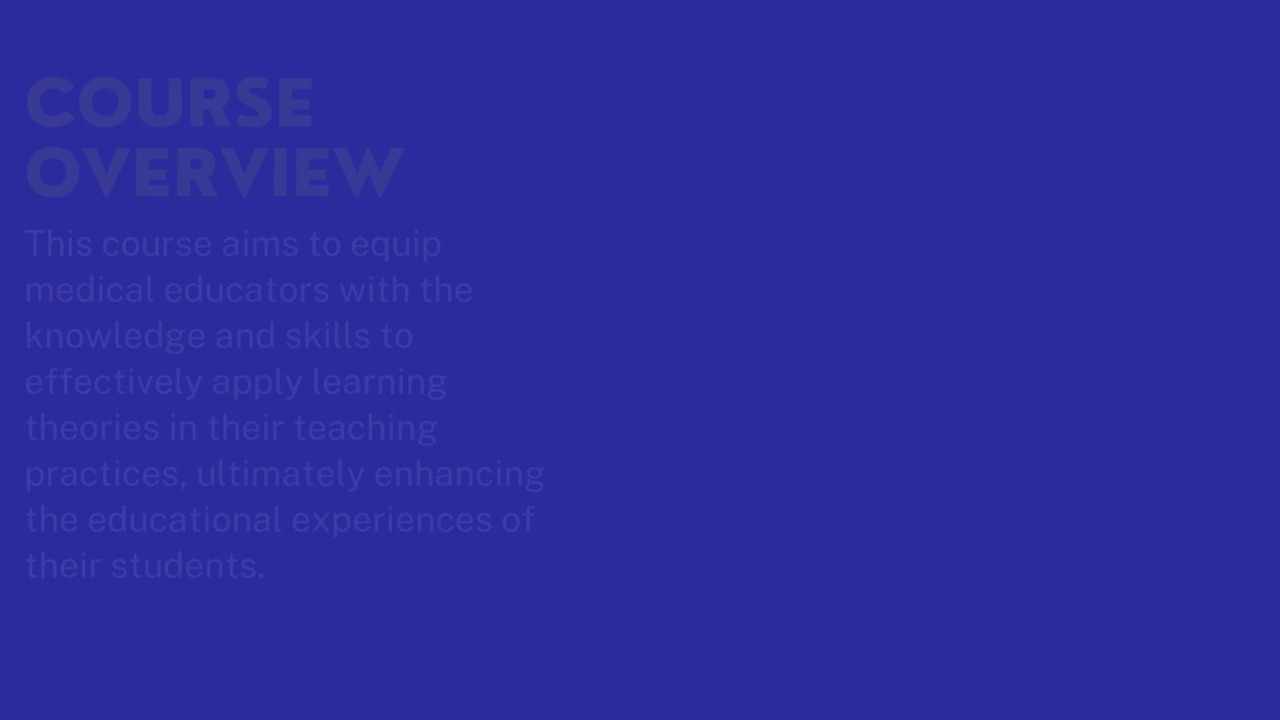 COURSE
OVERVIEW
This course aims to equip
medical educators with the
knowledge and skills to
effectively apply learning
theories in their teaching
practices, ultimately enhancing
the educational experiences of
their students.